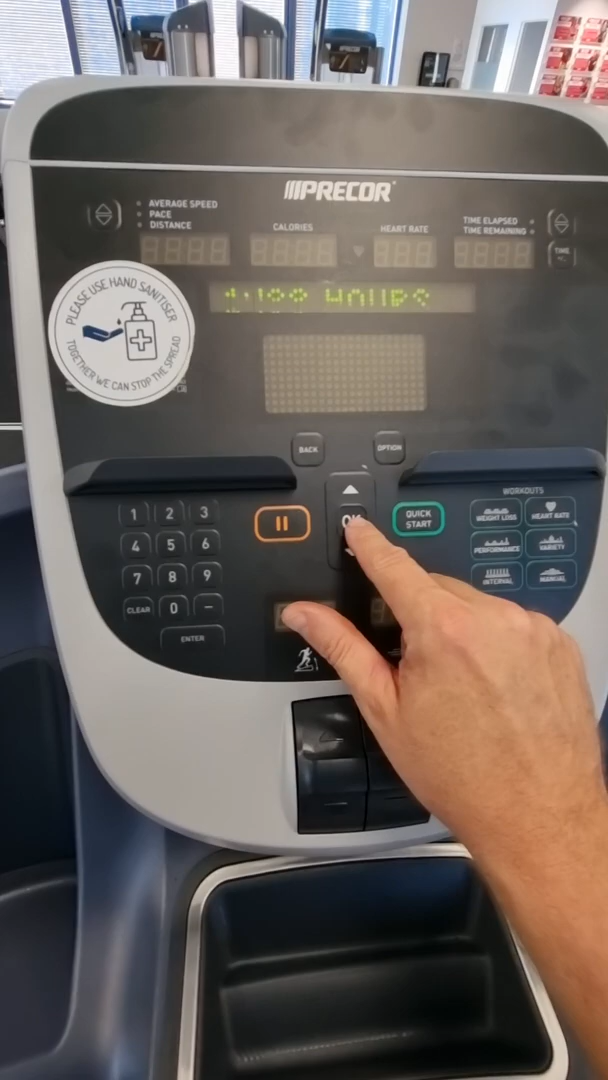 PRECOR
PRECOR
AVERAGE SPEED
PACE
DISTANCE
CALORIES
HEART RATE
TIME ELAPSED
TIME REMAINING
TIME
PLEASE USE HAND SANITISER
TOGETHER WE CAN STOP THE SPREAD
BACK
OPTION
OK
QUICK
START
WORKOUTS
WEIGHT LOSS
HEART RATE
PERFORMANCE
VARIETY
INTERVAL
MANUAL
1 2 3
4 5 6
7 8 9
CLEAR 0 -
ENTER